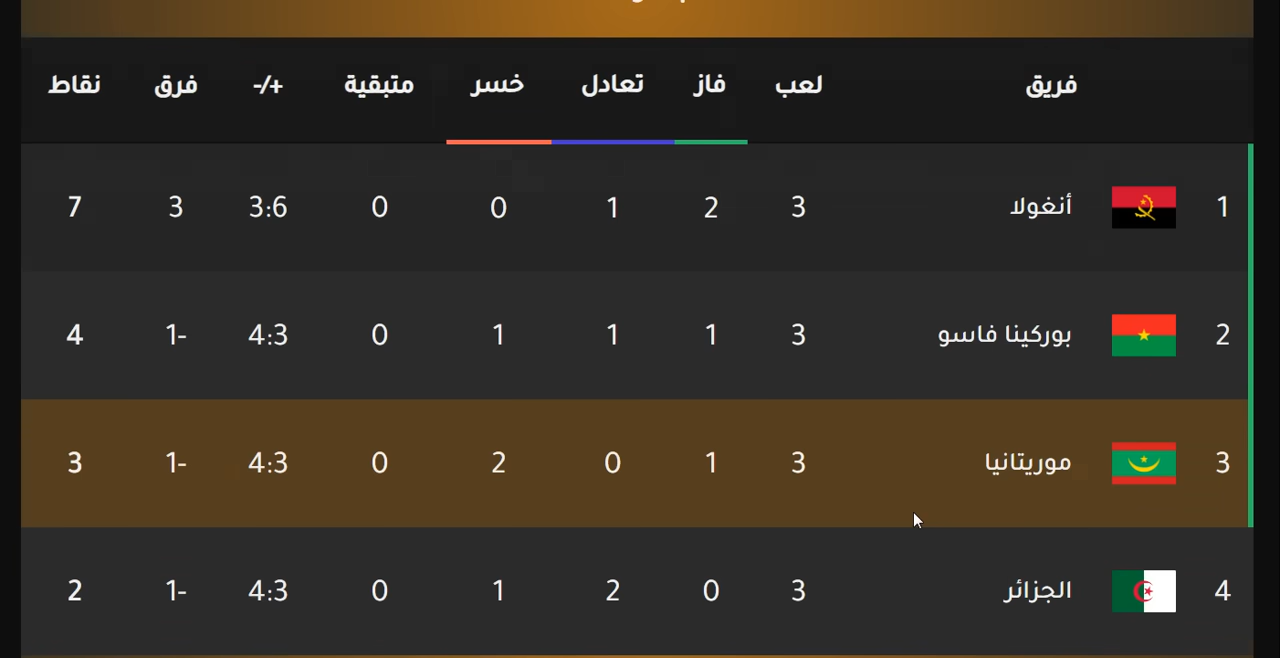 فريق لعب فاز تعادل خسر متبقية +/- فرق نقاط
1 أنغولا 3 2 1 0 0 3:6 3 7
2 بوركينا فاسو 3 1 1 1 0 4:3 1- 4
3 موريتانيا 3 1 0 2 0 4:3 1- 3
4 الجزائر 3 0 2 1 0 4:3 1- 2